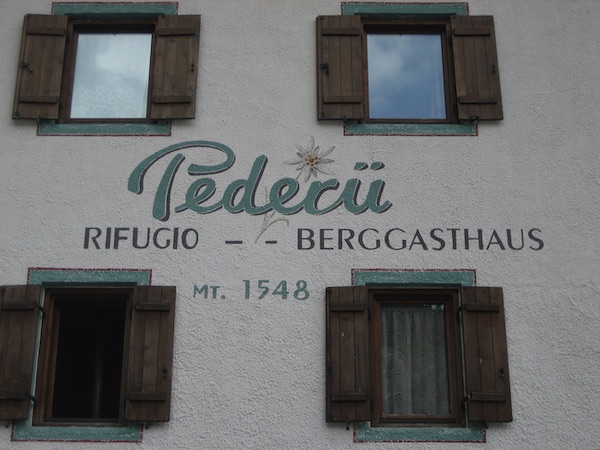 Pederü
RIFUGIO - - BERGGASTHAUS
MT. 1548